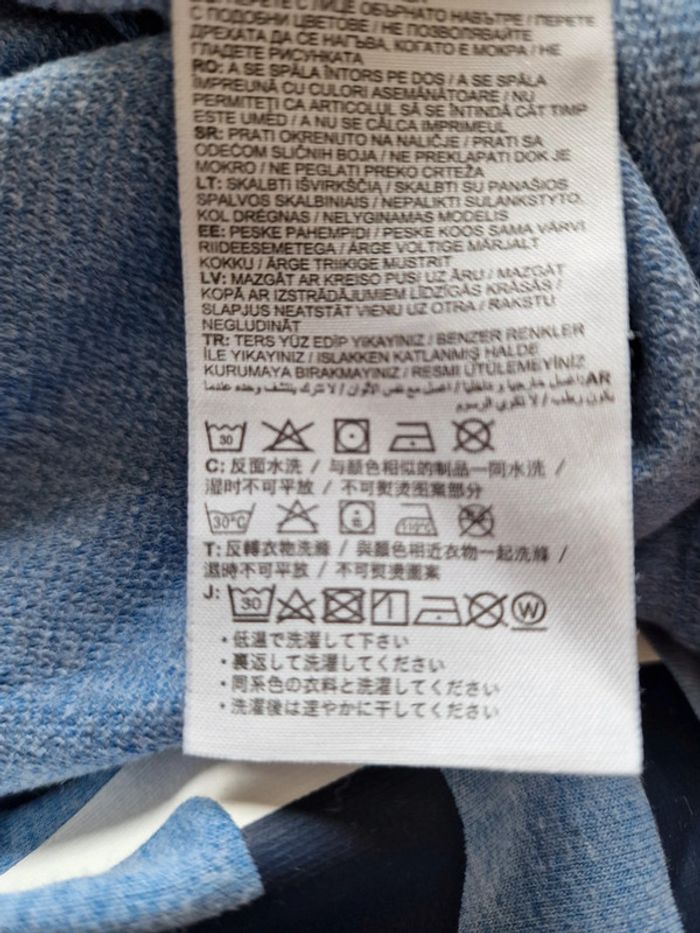 С ПОДОБНИ ЦВЕТОВЕ / НЕ ПОЗВОЛЯВАЙТЕ
ДРЕХАТА ДА СЕ НАГЪВА, КОГАТО Е МОКРА / НЕ
ГЛАДЕТЕ РИСУНКАТА
RO: A SE SPĂLA ÎNTORS PE DOS / A SE SPĂLA
ÎMPREUNĂ CU CULORI ASEMĂNĂTOARE / NU
PERMITEȚI CA ARTICOLUL SĂ SE ÎNTINDĂ CÂT TIMP
ESTE UMED / A NU SE CĂLCA IMPRIMEUL
SR: PRATI OKRENUTO NA NALIČJE / PRATI SA
ODEĆOM SLIČNIH BOJA / NE PREKLAPATI DOK JE
MOKRO / NE PEGLATI PREKO CRTEŽA
LT: SKALBTI IŠVIRKŠČIĄ / SKALBTI SU PANAŠIOS
SPALVOS SKALBINIAIS / NEPALIKTI SULANKSTYTO,
KOL DRĖGNAS / NELYGINAMAS MODELIS
EE: PESKE PAHEMPIDI / PESKE KOOS SAMA VÄRVI
RIIDEESEMETEGA / ÄRGE VOLTIGE MÄRJALT
KOKKU / ÄRGE TRIIKIGE MUSTRIT
LV: MAZGĀT AR KREISO PUSI UZ ĀRU / MAZGĀT
KOPĀ AR IZSTRĀDĀJUMIEM LĪDZĪGĀS KRĀSĀS /
SLAPJUS NEATSTĀT VIENU UZ OTRA / RAKSTU
NEGLUDINĀT
TR: TERS YÜZ EDİP YIKAYINIZ / BENZER RENKLER
İLE YIKAYINIZ / ISLAKKEN KATLANMIŞ HALDE
KURUMAYA BIRAKMAYINIZ / RESMİ ÜTÜLEMEYİNİZ
AR
30
C: 反面水洗 / 与颜色相似的制品一同水洗 /
湿时不可平放 / 不可熨烫图案部分
30°C 110°C
T: 反轉衣物洗滌 / 與顏色相近衣物一起洗滌 /
濕時不可平放 / 不可熨燙圖案
J: 30 W
・低温で洗濯して下さい
・裏返して洗濯してください
・同系色の衣料と洗濯してください
・洗濯後は速やかに干してください